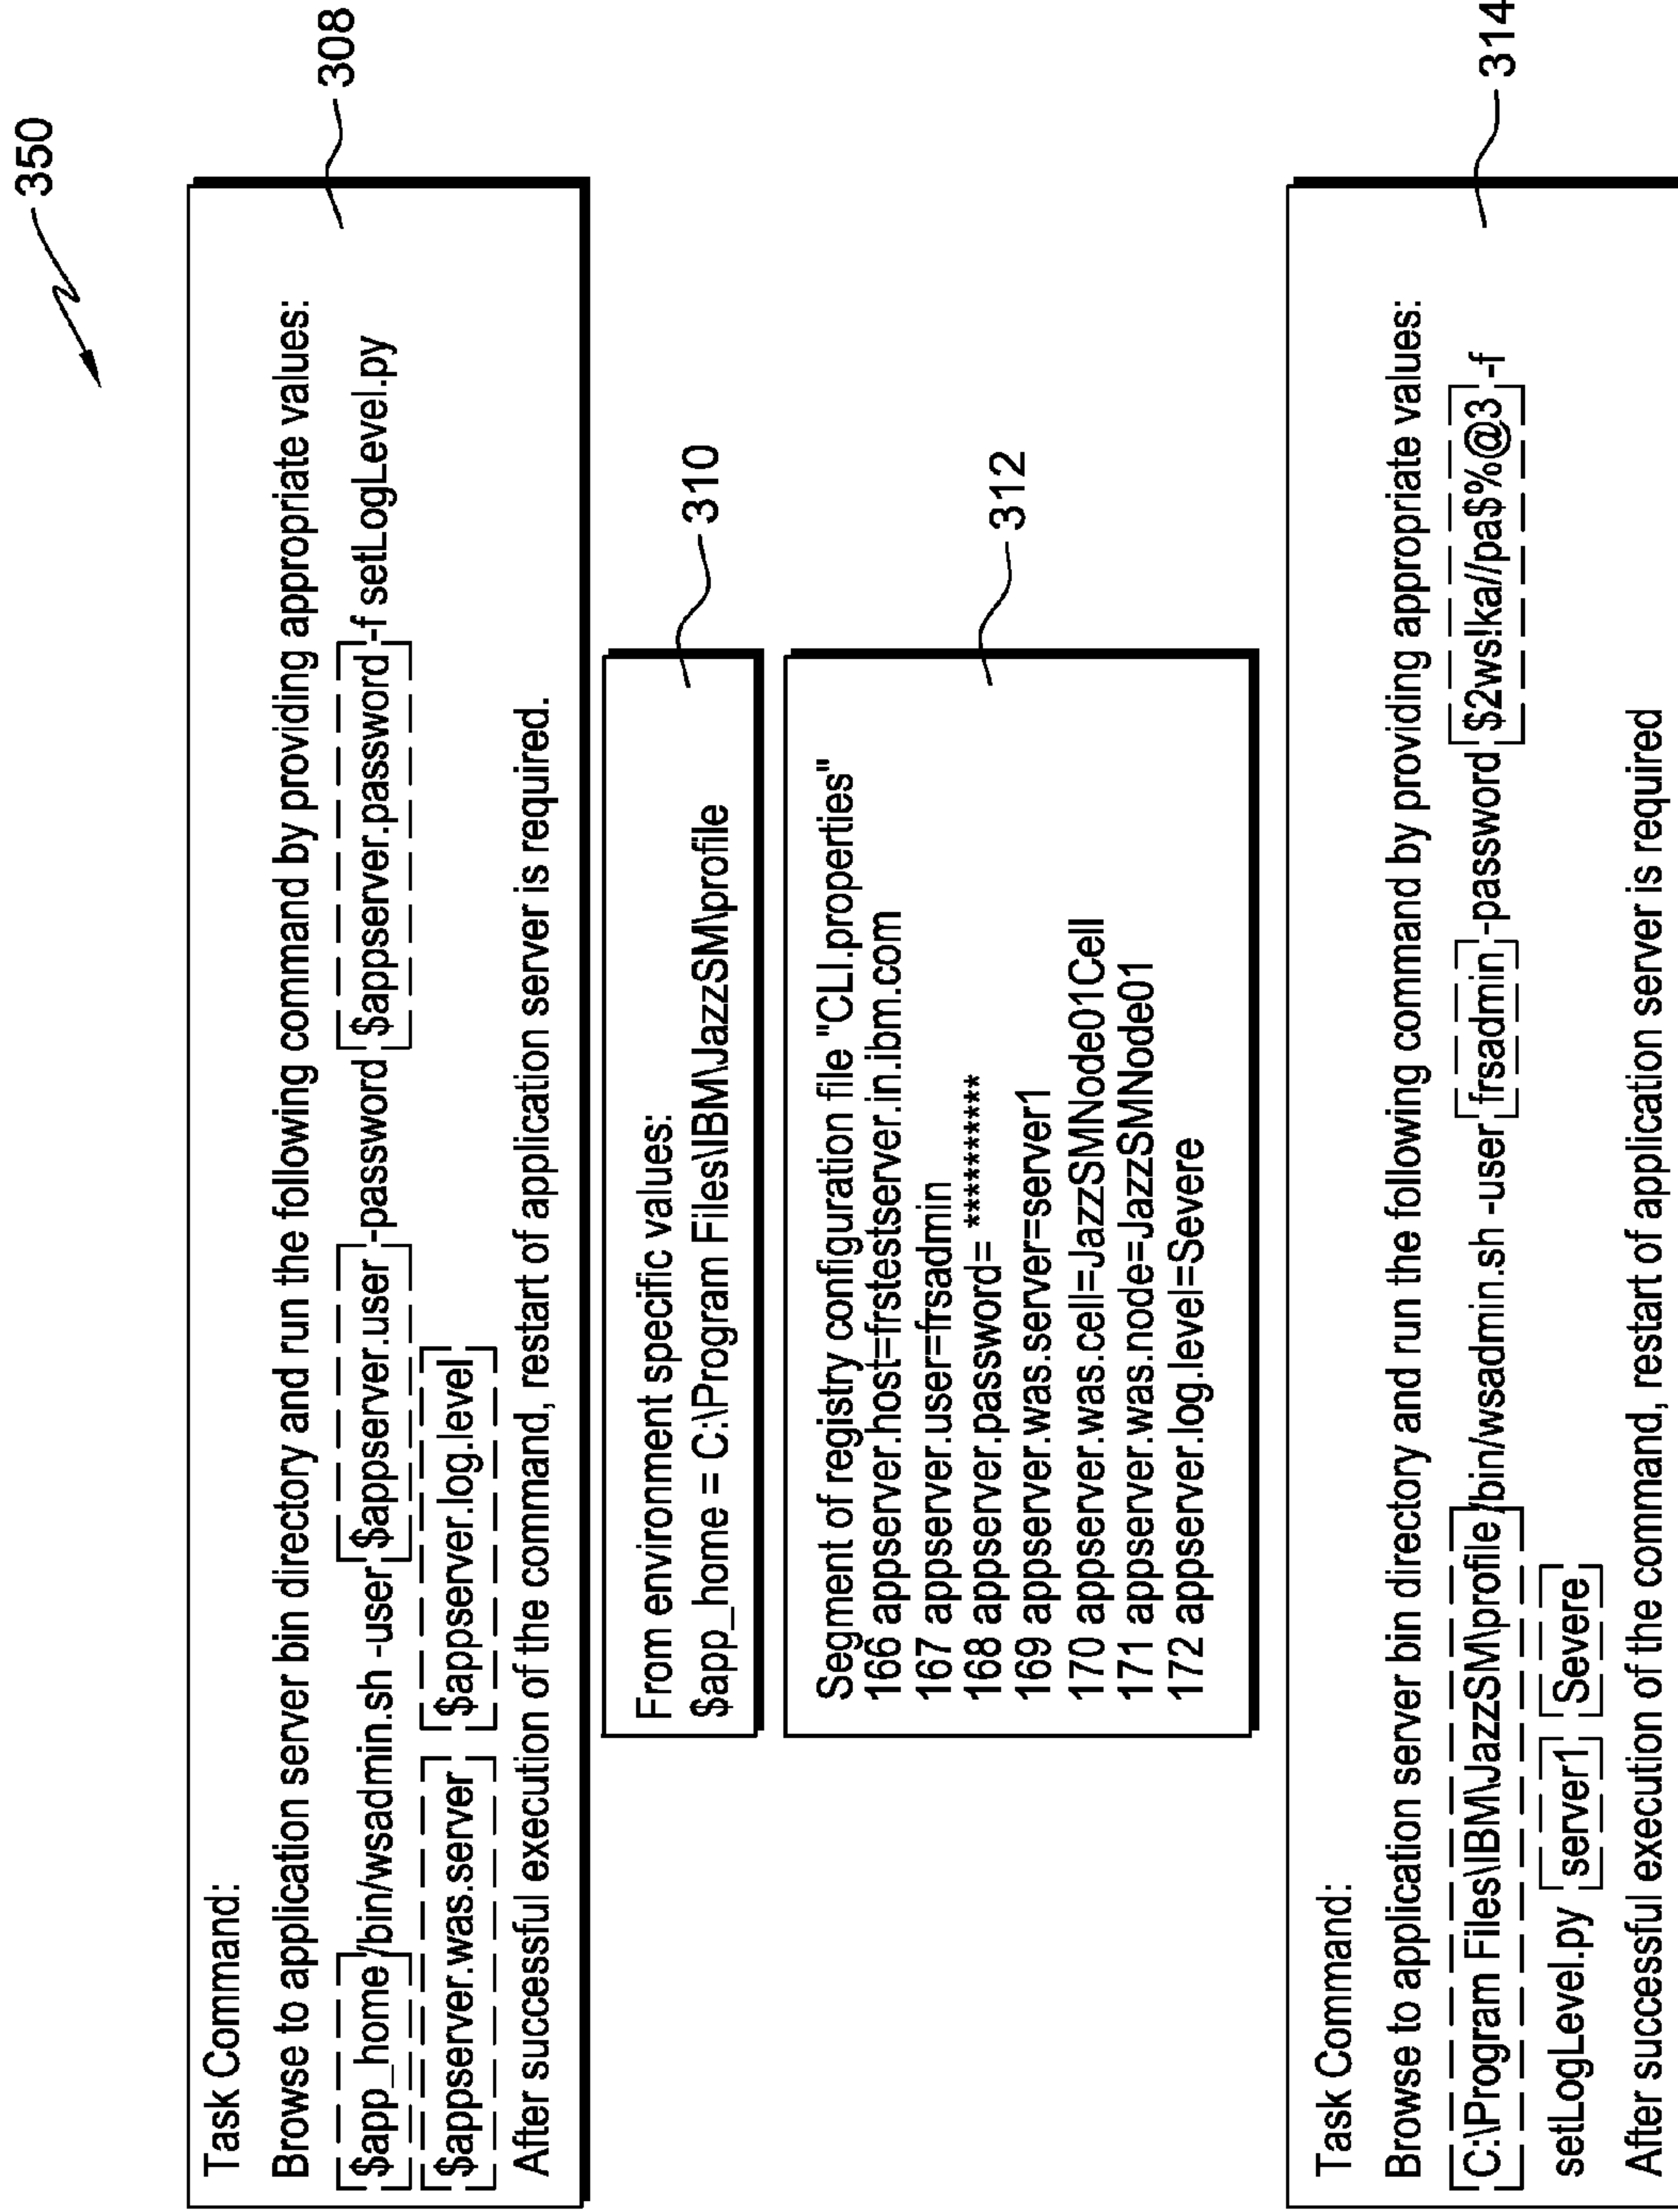 350
308
Task Command:
Browse to application server bin directory and run the following command by providing appropriate values:
$app_home /bin/wsadmin.sh -user $appserver.user -password $appserver.password -f setLogLevel.py
$appserver.was.server $appserver.log.level
After successful execution of the command, restart of application server is required.
310
From environment specific values:
$app_home = C:\Program Files\IBM\JazzSM\profile
312
Segment of registry configuration file "CLI.properties"
166 appserver.host=frstestserver.in.ibm.com
167 appserver.user=frsadmin
168 appserver.password= **********
169 appserver.was.server=server1
170 appserver.was.cell=JazzSMNode01Cell
171 appserver.was.node=JazzSMNode01
172 appserver.log.level=Severe
314
Task Command:
Browse to application server bin directory and run the following command by providing appropriate values:
C:\Program Files\IBM\JazzSM\profile /bin/wsadmin.sh -user frsadmin -password $2ws!ka//pa$%@3 -f
setLogLevel.py server1 Severe
After successful execution of the command, restart of application server is required